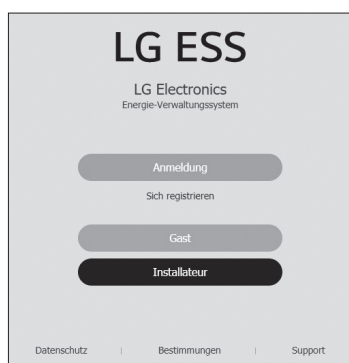 LG ESS
LG Electronics
Energie-Verwaltungssystem
Anmeldung
Sich registrieren
Gast
Installateur
Datenschutz | Bestimmungen | Support